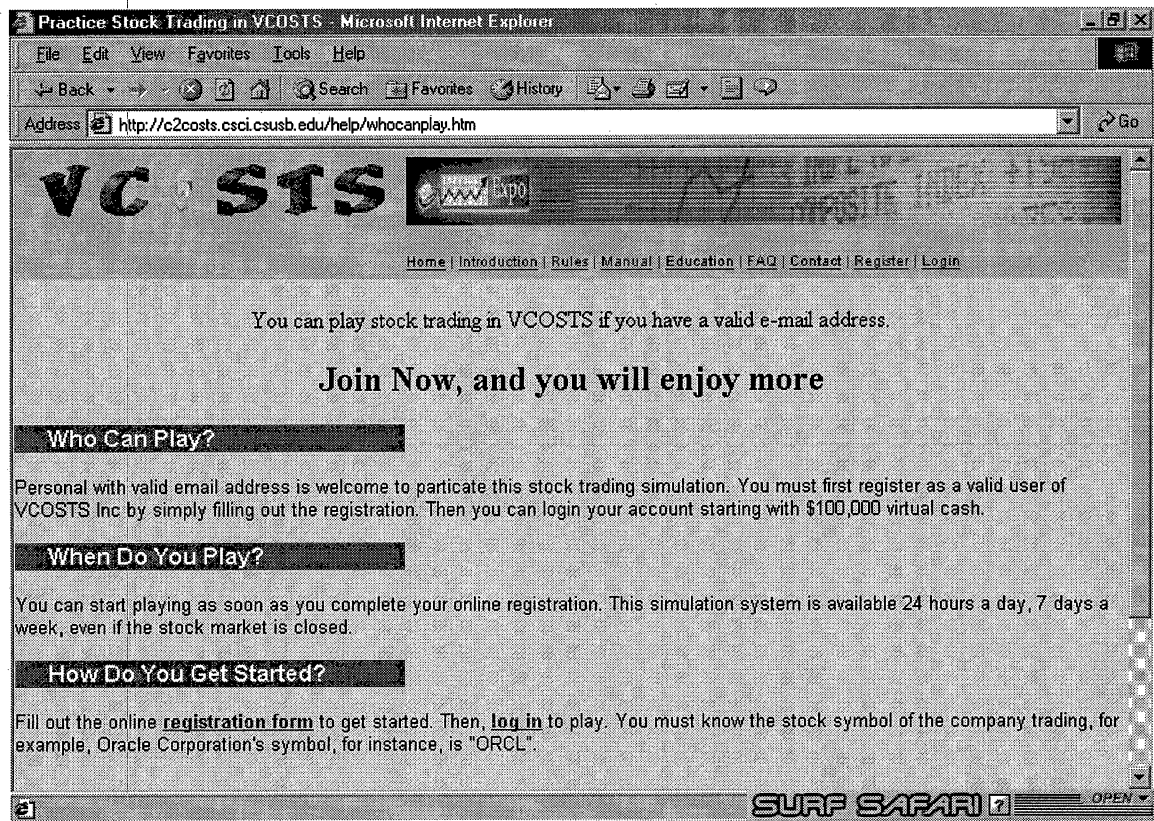 Practice Stock Trading in VCOSTS - Microsoft Internet Explorer
File Edit View Favorites Tools Help
Back Search Favorites History
Address http://c2costs.csci.csusb.edu/help/whocanplay.htm Go
VCOSTS Expo INDEX
Home | Introduction | Rules | Manual | Education | FAQ | Contact | Register | Login
You can play stock trading in VCOSTS if you have a valid e-mail address.
Join Now, and you will enjoy more
Who Can Play?
Personal with valid email address is welcome to particate this stock trading simulation. You must first register as a valid user of
VCOSTS Inc by simply filling out the registration. Then you can login your account starting with $100,000 virtual cash.
When Do You Play?
You can start playing as soon as you complete your online registration. This simulation system is available 24 hours a day, 7 days a
week, even if the stock market is closed.
How Do You Get Started?
Fill out the online registration form to get started. Then, log in to play. You must know the stock symbol of the company trading, for
example, Oracle Corporation's symbol, for instance, is "ORCL".
SURF SAFARI ? OPEN